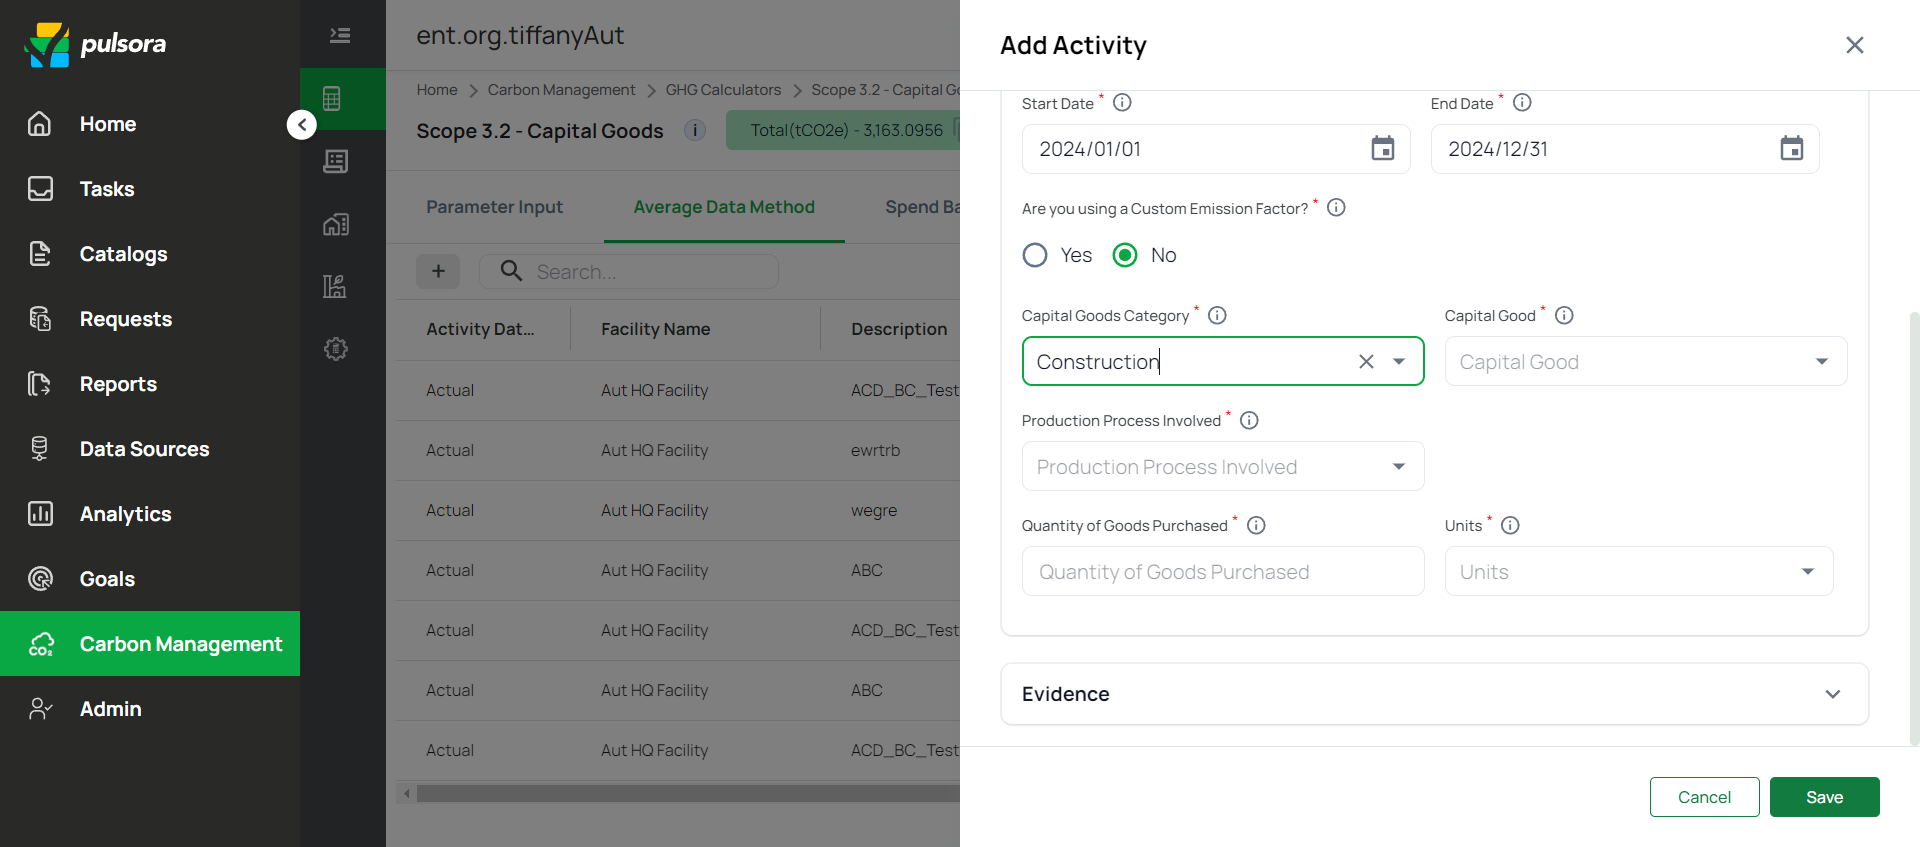 pulsora
Home
Tasks
Catalogs
Requests
Reports
Data Sources
Analytics
Goals
Carbon Management
Admin
ent.org.tiffanyAut
Home > Carbon Management > GHG Calculators > Scope 3.2 - Capital Go
Scope 3.2 - Capital Goods
Total(tCO2e) - 3,163.0956
Parameter Input
Average Data Method
Spend Ba
+
Search...
Activity Dat... Facility Name Description
Actual Aut HQ Facility ACD_BC_Test
Actual Aut HQ Facility ewrtrb
Actual Aut HQ Facility wegre
Actual Aut HQ Facility ABC
Actual Aut HQ Facility ACD_BC_Test
Actual Aut HQ Facility ABC
Actual Aut HQ Facility ACD_BC_Test
Add Activity
Start Date *
End Date *
2024/01/01
2024/12/31
Are you using a Custom Emission Factor? *
Yes
No
Capital Goods Category *
Capital Good *
Construction
Capital Good
Production Process Involved *
Production Process Involved
Quantity of Goods Purchased *
Units *
Quantity of Goods Purchased
Units
Evidence
Cancel
Save